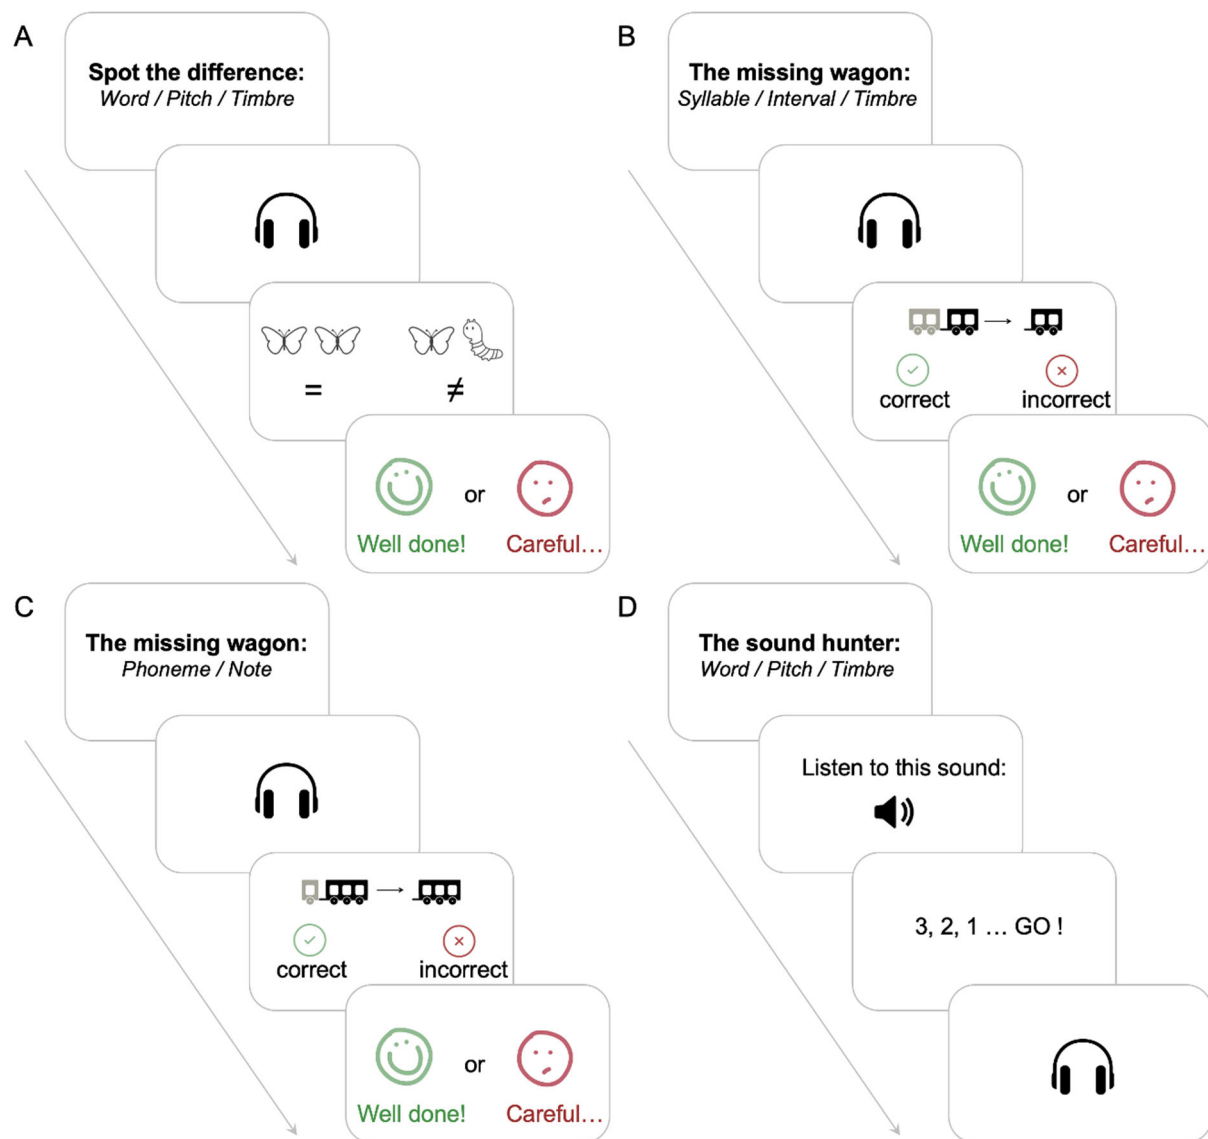 A
Spot the difference:
Word / Pitch / Timbre
=
≠
or
Well done!
Careful...
B
The missing wagon:
Syllable / Interval / Timbre
correct
incorrect
or
Well done!
Careful...
C
The missing wagon:
Phoneme / Note
correct
incorrect
or
Well done!
Careful...
D
The sound hunter:
Word / Pitch / Timbre
Listen to this sound:
3, 2, 1 ... GO !